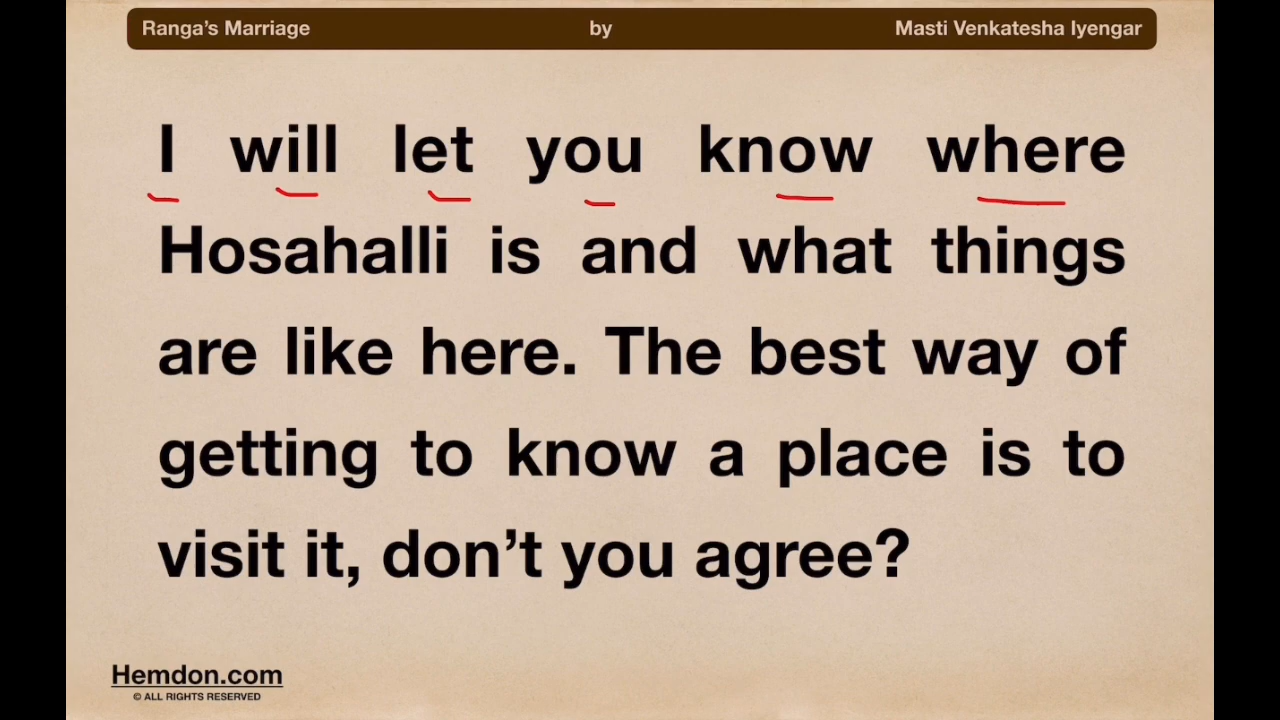 Ranga's Marriage by Masti Venkatesha Iyengar
I will let you know where
Hosahalli is and what things
are like here. The best way of
getting to know a place is to
visit it, don't you agree?
Hemdon.com
© ALL RIGHTS RESERVED